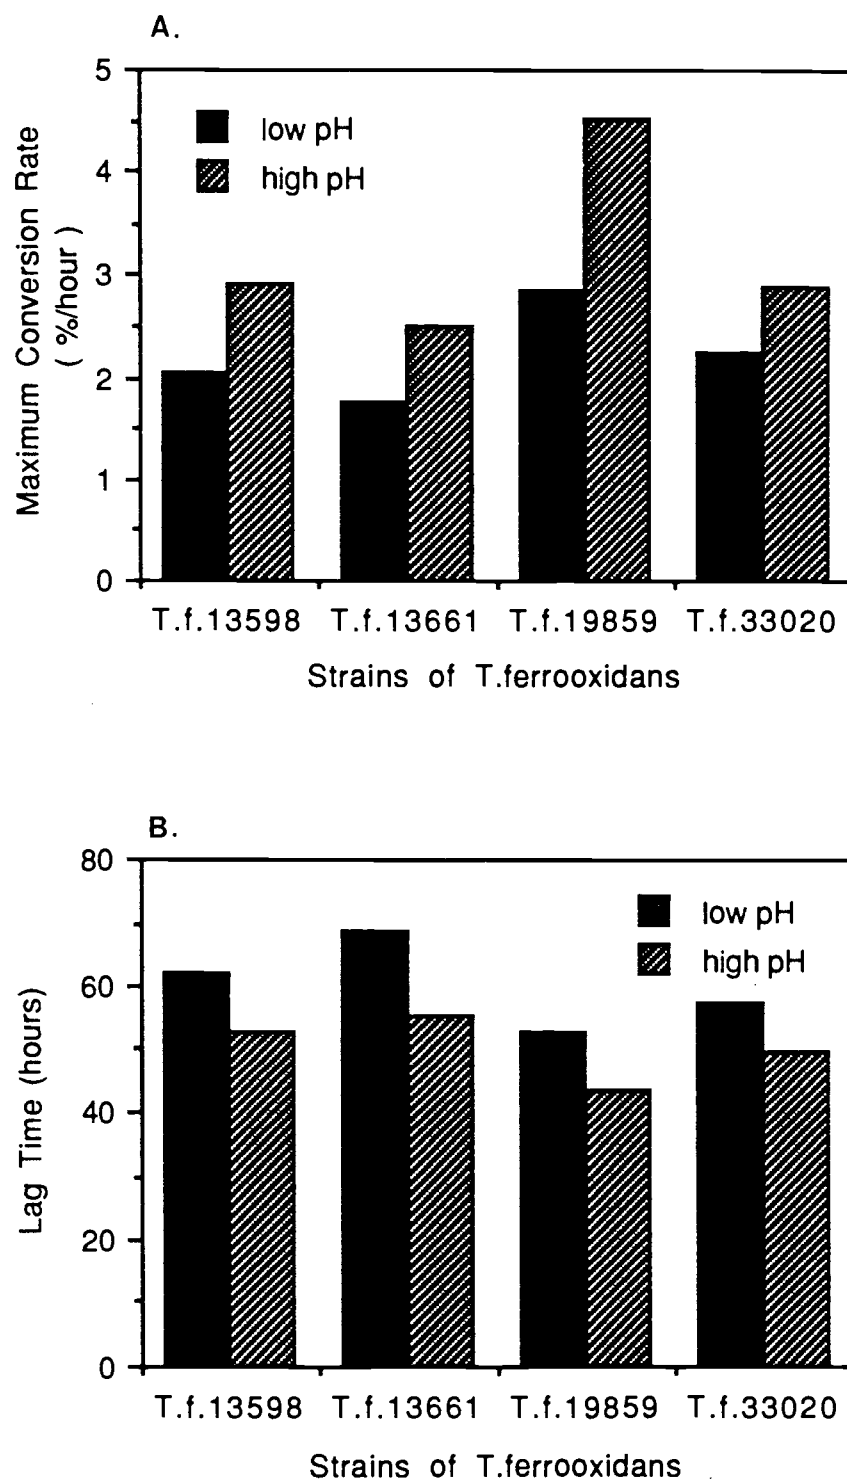 A.
5
4
3
2
1
0
Maximum Conversion Rate
( %/hour )
low pH
high pH
T.f.13598 T.f.13661 T.f.19859 T.f.33020
Strains of T.ferrooxidans
B.
80
60
40
20
0
Lag Time (hours)
low pH
high pH
T.f.13598 T.f.13661 T.f.19859 T.f.33020
Strains of T.ferrooxidans